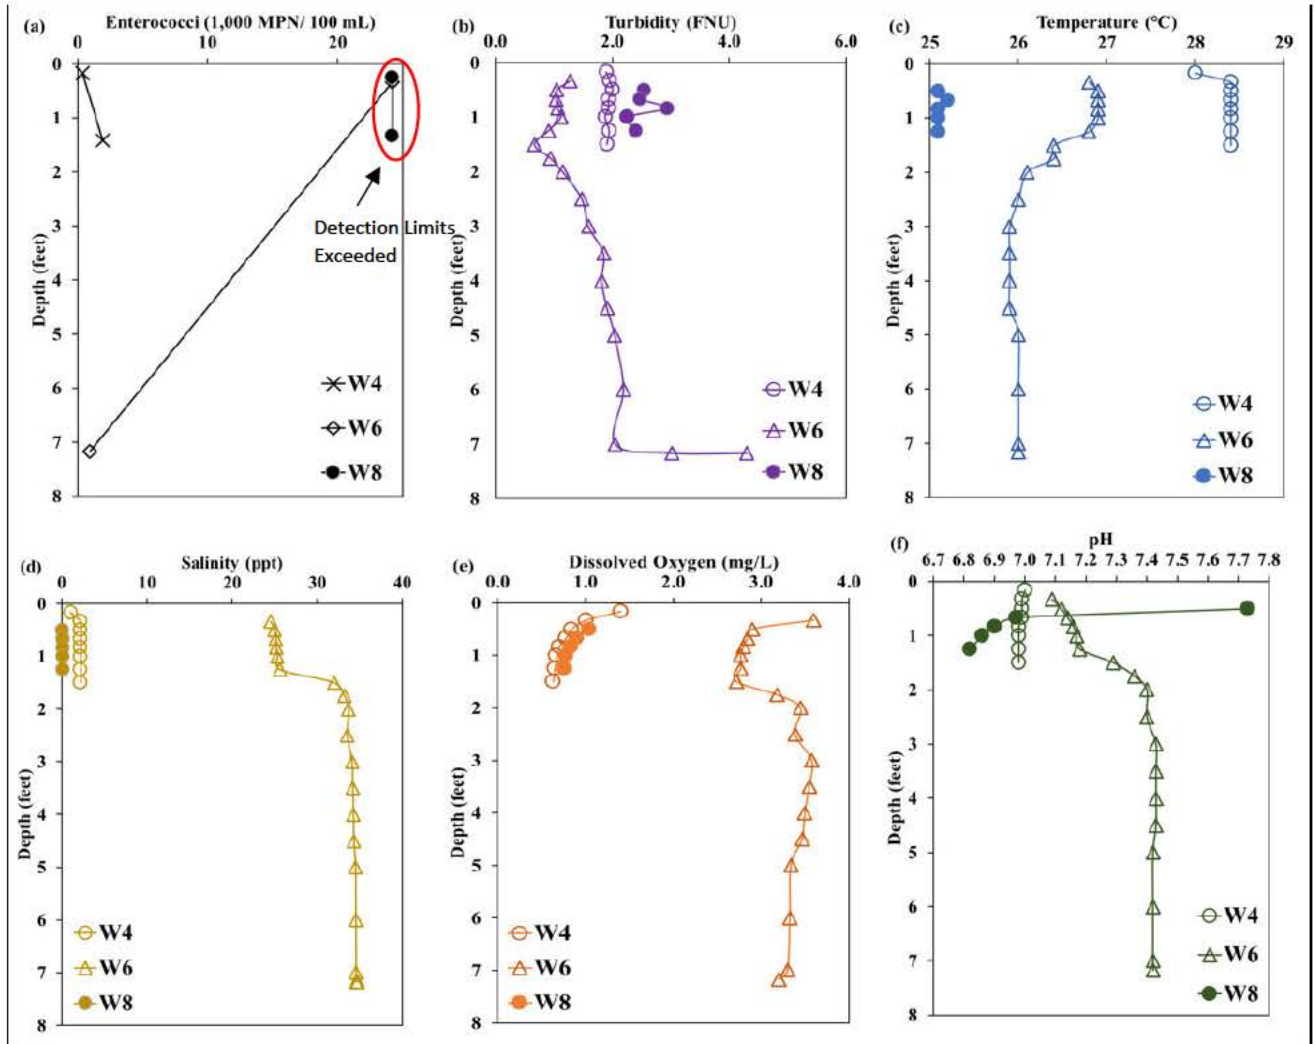 (a) Enterococci (1,000 MPN/ 100 mL)
0 10 20
0
1
2
3
4
5
6
7
8
Depth (feet)
Detection Limits
Exceeded
W4
W6
W8
(b) Turbidity (FNU)
0.0 2.0 4.0 6.0
0
1
2
3
4
5
6
7
8
Depth (feet)
W4
W6
W8
(c) Temperature (°C)
25 26 27 28 29
0
1
2
3
4
5
6
7
8
Depth (feet)
W4
W6
W8
(d) Salinity (ppt)
0 10 20 30 40
0
1
2
3
4
5
6
7
8
Depth (feet)
W4
W6
W8
(e) Dissolved Oxygen (mg/L)
0.0 1.0 2.0 3.0 4.0
0
1
2
3
4
5
6
7
8
Depth (feet)
W4
W6
W8
(f) pH
6.7 6.8 6.9 7.0 7.1 7.2 7.3 7.4 7.5 7.6 7.7 7.8
0
1
2
3
4
5
6
7
8
Depth (feet)
W4
W6
W8